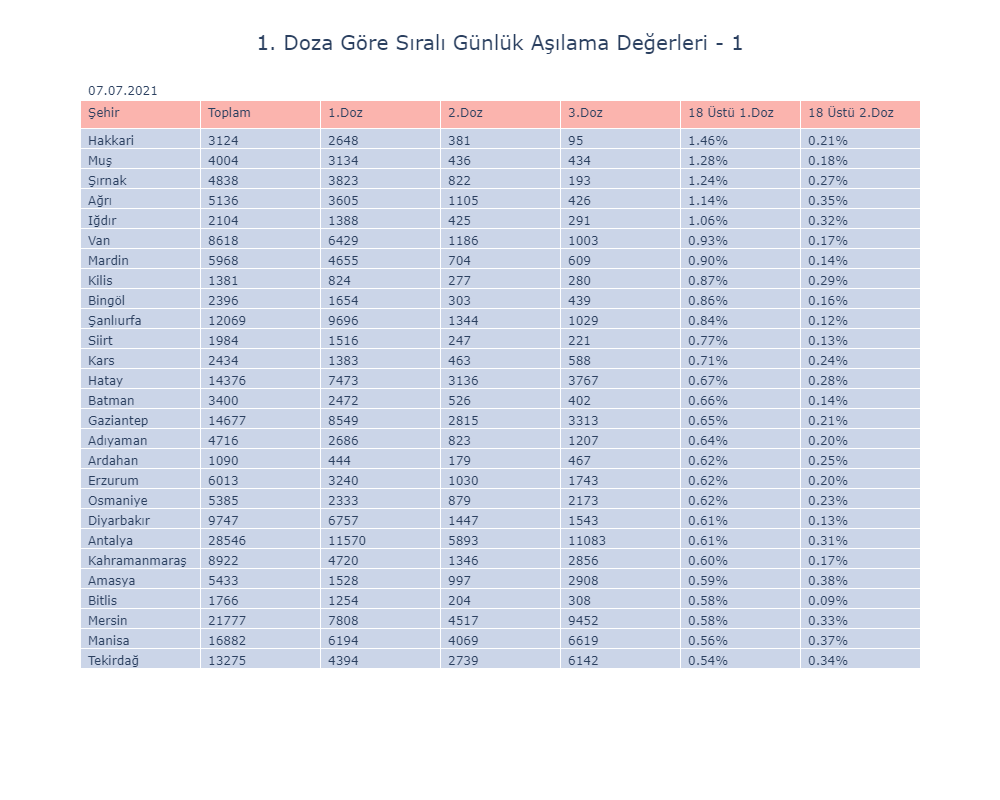 1. Doza Göre Sıralı Günlük Aşılama Değerleri - 1
07.07.2021
Şehir Toplam 1.Doz 2.Doz 3.Doz 18 Üstü 1.Doz 18 Üstü 2.Doz
Hakkari 3124 2648 381 95 1.46% 0.21%
Muş 4004 3134 436 434 1.28% 0.18%
Şırnak 4838 3823 822 193 1.24% 0.27%
Ağrı 5136 3605 1105 426 1.14% 0.35%
Iğdır 2104 1388 425 291 1.06% 0.32%
Van 8618 6429 1186 1003 0.93% 0.17%
Mardin 5968 4655 704 609 0.90% 0.14%
Kilis 1381 824 277 280 0.87% 0.29%
Bingöl 2396 1654 303 439 0.86% 0.16%
Şanlıurfa 12069 9696 1344 1029 0.84% 0.12%
Siirt 1984 1516 247 221 0.77% 0.13%
Kars 2434 1383 463 588 0.71% 0.24%
Hatay 14376 7473 3136 3767 0.67% 0.28%
Batman 3400 2472 526 402 0.66% 0.14%
Gaziantep 14677 8549 2815 3313 0.65% 0.21%
Adıyaman 4716 2686 823 1207 0.64% 0.20%
Ardahan 1090 444 179 467 0.62% 0.25%
Erzurum 6013 3240 1030 1743 0.62% 0.20%
Osmaniye 5385 2333 879 2173 0.62% 0.23%
Diyarbakır 9747 6757 1447 1543 0.61% 0.13%
Antalya 28546 11570 5893 11083 0.61% 0.31%
Kahramanmaraş 8922 4720 1346 2856 0.60% 0.17%
Amasya 5433 1528 997 2908 0.59% 0.38%
Bitlis 1766 1254 204 308 0.58% 0.09%
Mersin 21777 7808 4517 9452 0.58% 0.33%
Manisa 16882 6194 4069 6619 0.56% 0.37%
Tekirdağ 13275 4394 2739 6142 0.54% 0.34%